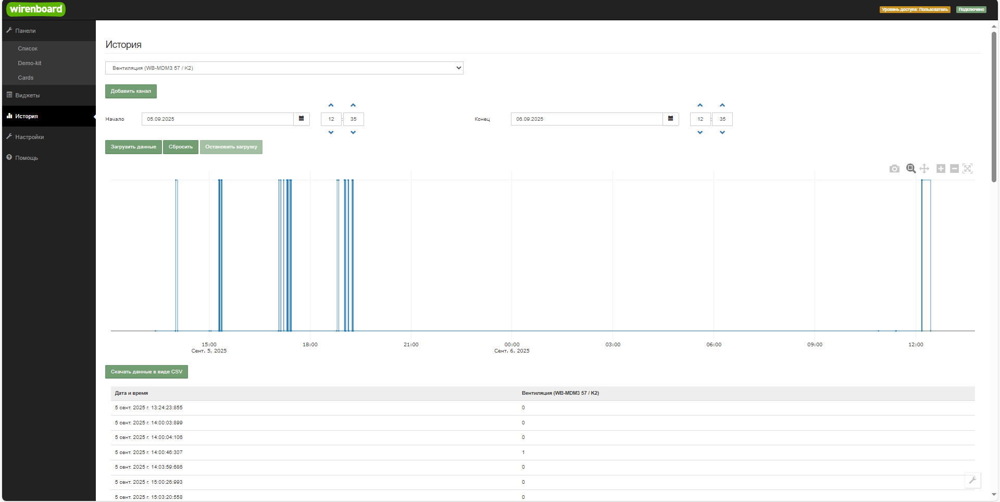 wirenboard
Уровень доступа: Пользователь
Подключено
Панели
Список
Demo-kit
Cards
Виджеты
История
Настройки
Помощь
История
Вентиляция (WB-MDM3 57 / K2)
Добавить канал
Начало 05.09.2025 12 : 35 Конец 06.09.2025 12 : 35
Загрузить данные Сбросить Остановить загрузку
15:00 18:00 21:00 00:00 03:00 06:00 09:00 12:00
Сент. 5, 2025 Сент. 6, 2025
Скачать данные в виде CSV
Дата и время Вентиляция (WB-MDM3 57 / K2)
5 сент. 2025 г. 13:24:23:855 0
5 сент. 2025 г. 14:00:03:899 0
5 сент. 2025 г. 14:00:04:106 0
5 сент. 2025 г. 14:00:46:307 1
5 сент. 2025 г. 14:03:59:686 0
5 сент. 2025 г. 15:00:26:993 0
5 сент. 2025 г. 15:03:20:558 0